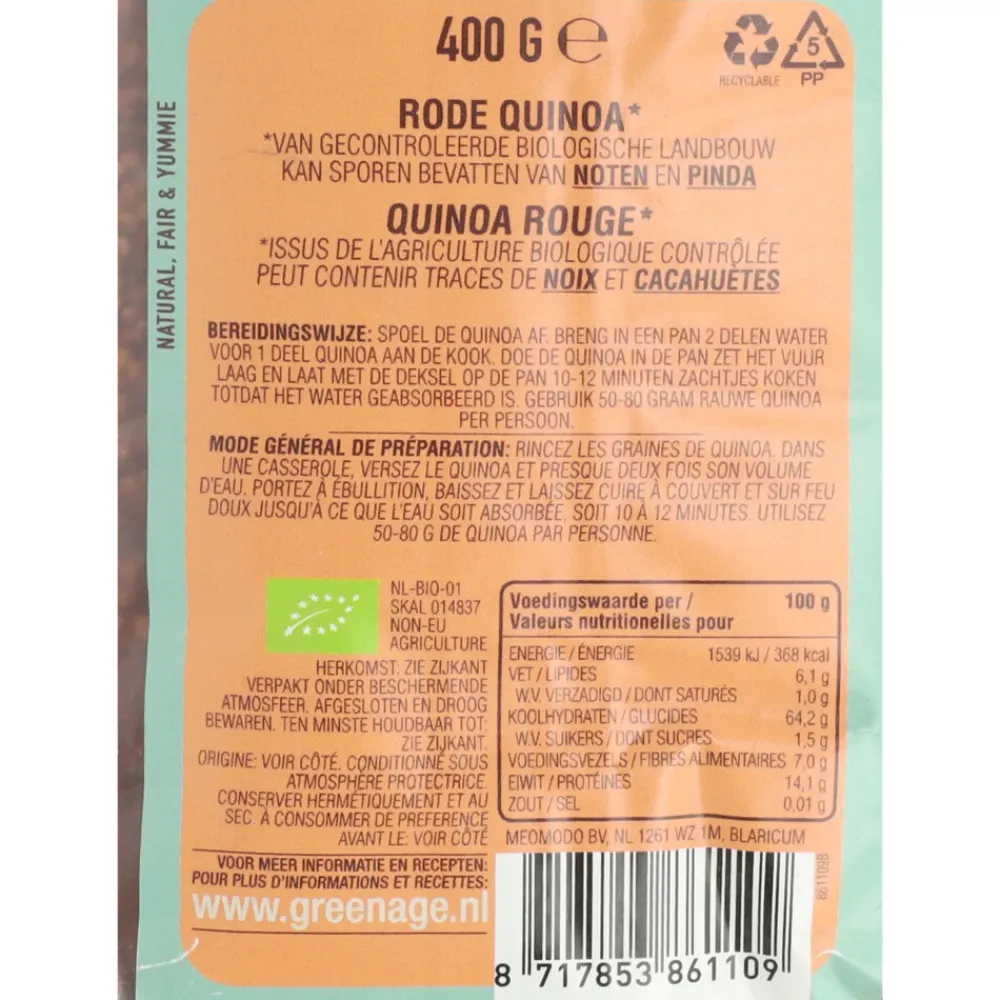 400 G ℮
RECYCLABLE
5
PP
NATURAL, FAIR & YUMMIE
RODE QUINOA*
*VAN GECONTROLEERDE BIOLOGISCHE LANDBOUW
KAN SPOREN BEVATTEN VAN NOTEN EN PINDA
QUINOA ROUGE*
*ISSUS DE L'AGRICULTURE BIOLOGIQUE CONTRÔLÉE
PEUT CONTENIR TRACES DE NOIX ET CACAHUÈTES
BEREIDINGSWIJZE: SPOEL DE QUINOA AF. BRENG IN EEN PAN 2 DELEN WATER
VOOR 1 DEEL QUINOA AAN DE KOOK. DOE DE QUINOA IN DE PAN ZET HET VUUR
LAAG EN LAAT MET DE DEKSEL OP DE PAN 10-12 MINUTEN ZACHTJES KOKEN
TOTDAT HET WATER GEABSORBEERD IS. GEBRUIK 50-80 GRAM RAUWE QUINOA
PER PERSOON.
MODE GÉNÉRAL DE PRÉPARATION: RINCEZ LES GRAINES DE QUINOA. DANS
UNE CASSEROLE, VERSEZ LE QUINOA ET PRESQUE DEUX FOIS SON VOLUME
D'EAU. PORTEZ À ÉBULLITION, BAISSEZ ET LAISSEZ CUIRE À COUVERT ET SUR FEU
DOUX JUSQU'À CE QUE L'EAU SOIT ABSORBÉE, SOIT 10 À 12 MINUTES. UTILISEZ
50-80 G DE QUINOA PAR PERSONNE.
NL-BIO-01
SKAL 014837
NON-EU
AGRICULTURE
HERKOMST: ZIE ZIJKANT
VERPAKT ONDER BESCHERMENDE
ATMOSFEER. AFGESLOTEN EN DROOG
BEWAREN. TEN MINSTE HOUDBAAR TOT:
ZIE ZIJKANT.
ORIGINE: VOIR CÔTÉ. CONDITIONNÉ SOUS
ATMOSPHÈRE PROTECTRICE.
CONSERVER HERMÉTIQUEMENT ET AU
SEC. À CONSOMMER DE PREFERENCE
AVANT LE: VOIR CÔTÉ
VOOR MEER INFORMATIE EN RECEPTEN:
POUR PLUS D'INFORMATIONS ET RECETTES:
www.greenage.nl
Voedingswaarde per / 100 g
Valeurs nutritionelles pour
ENERGIE / ÉNERGIE 1539 kJ / 368 kcal
VET / LIPIDES 6,1 g
W.V. VERZADIGD / DONT SATURÉS 1,0 g
KOOLHYDRATEN / GLUCIDES 64,2 g
W.V. SUIKERS / DONT SUCRES 1,5 g
VOEDINGSVEZELS / FIBRES ALIMENTAIRES 7,0 g
EIWIT / PROTÉINES 14,1 g
ZOUT / SEL 0,01 g
MEOMODO BV, NL 1261 WZ 1M, BLARICUM
861109B
8 717853 861109